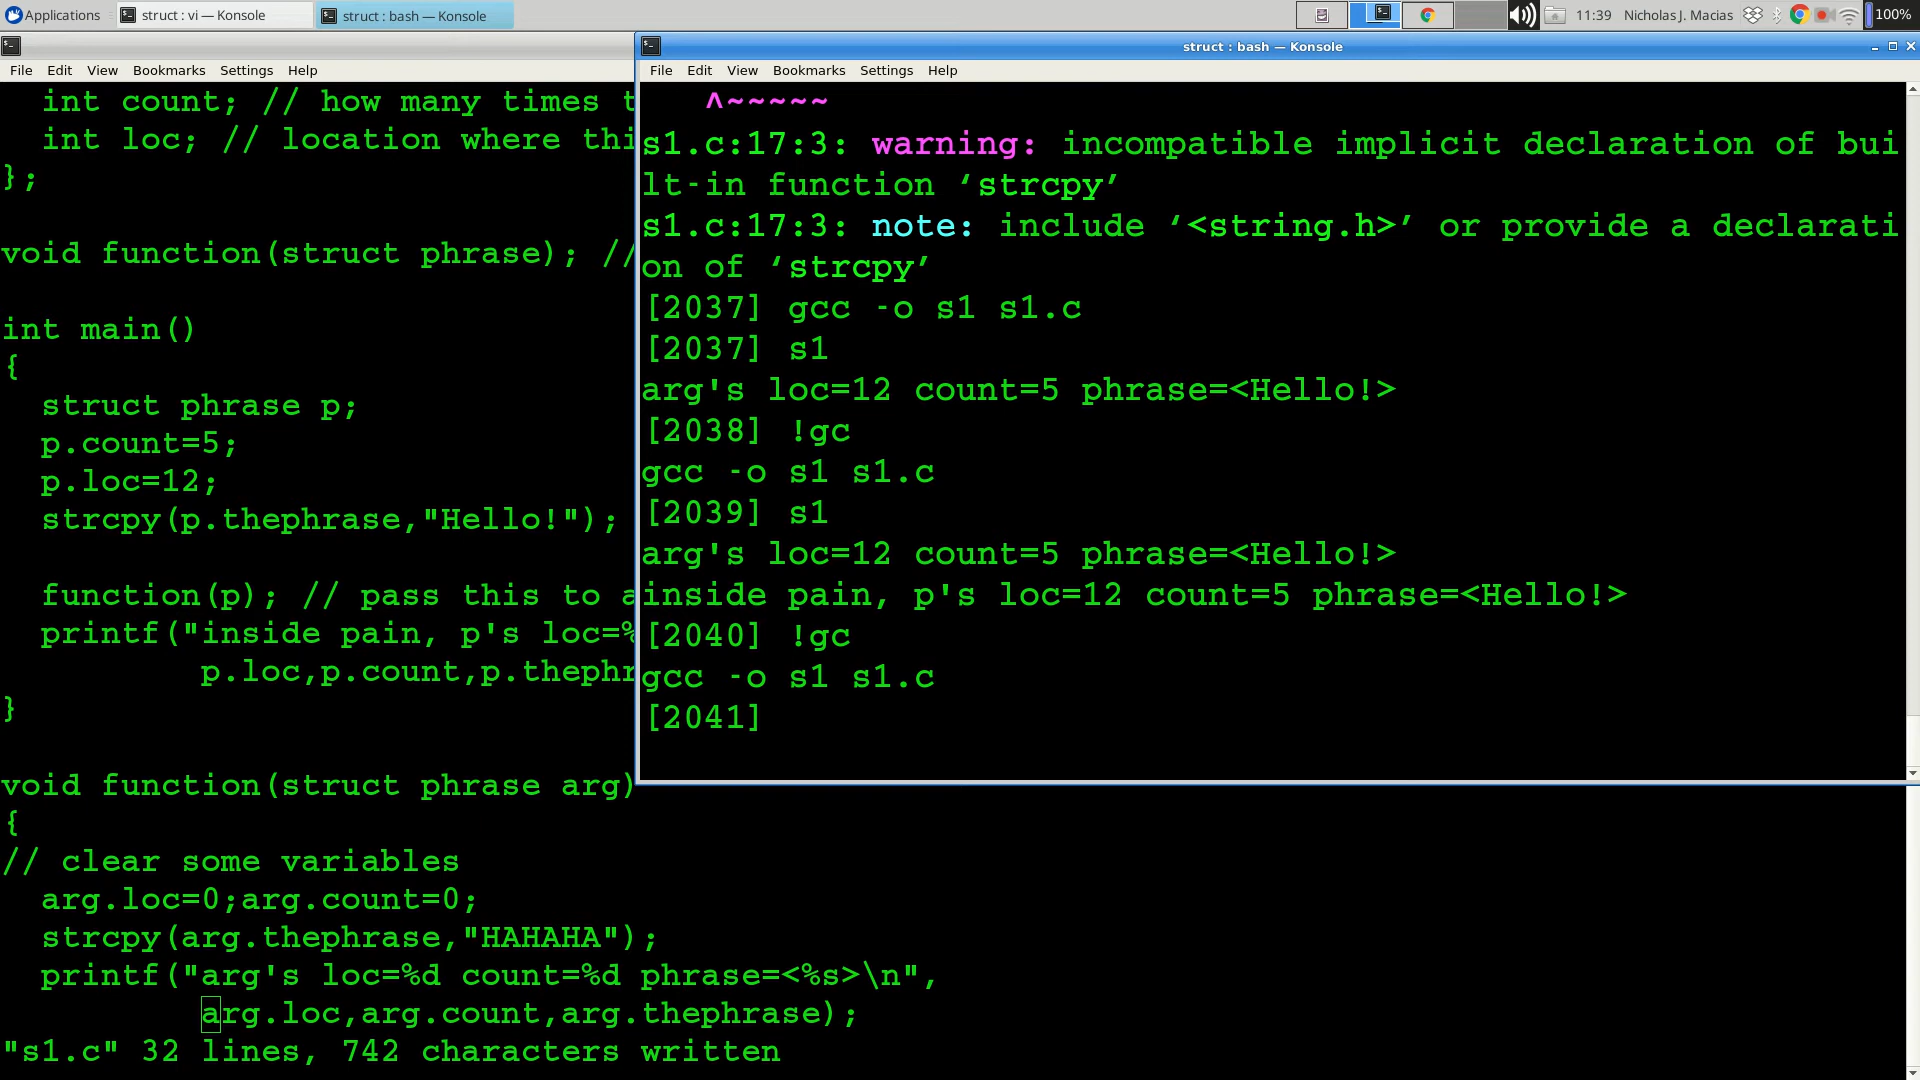 Applications
struct : vi — Konsole
struct : bash — Konsole
11:39
Nicholas J. Macias
100%
File Edit View Bookmarks Settings Help
int count; // how many times t
int loc; // location where thi
};
void function(struct phrase); //
int main()
{
struct phrase p;
p.count=5;
p.loc=12;
strcpy(p.thephrase,"Hello!");
function(p); // pass this to a
printf("inside pain, p's loc=%
p.loc,p.count,p.thephr
}
void function(struct phrase arg)
{
// clear some variables
arg.loc=0;arg.count=0;
strcpy(arg.thephrase,"HAHAHA");
printf("arg's loc=%d count=%d phrase=<%s>\n",
arg.loc,arg.count,arg.thephrase);
"s1.c" 32 lines, 742 characters written
struct : bash — Konsole
File Edit View Bookmarks Settings Help
^~~~~~
s1.c:17:3: warning: incompatible implicit declaration of bui
lt-in function ‘strcpy’
s1.c:17:3: note: include ‘<string.h>’ or provide a declarati
on of ‘strcpy’
[2037] gcc -o s1 s1.c
[2037] s1
arg's loc=12 count=5 phrase=<Hello!>
[2038] !gc
gcc -o s1 s1.c
[2039] s1
arg's loc=12 count=5 phrase=<Hello!>
inside pain, p's loc=12 count=5 phrase=<Hello!>
[2040] !gc
gcc -o s1 s1.c
[2041]